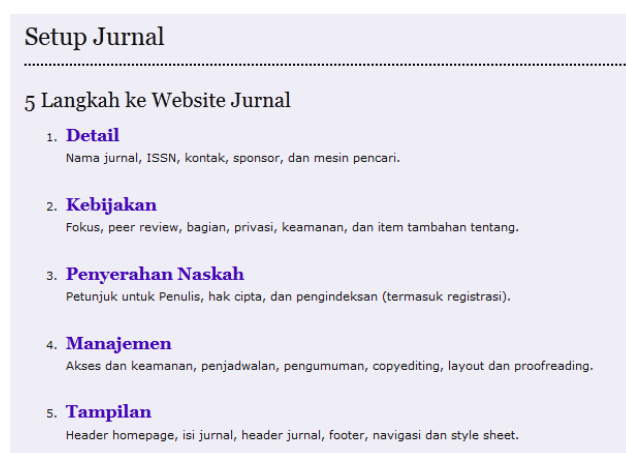 Setup Jurnal
5 Langkah ke Website Jurnal
1. Detail
Nama jurnal, ISSN, kontak, sponsor, dan mesin pencari.
2. Kebijakan
Fokus, peer review, bagian, privasi, keamanan, dan item tambahan tentang.
3. Penyerahan Naskah
Petunjuk untuk Penulis, hak cipta, dan pengindeksan (termasuk registrasi).
4. Manajemen
Akses dan keamanan, penjadwalan, pengumuman, copyediting, layout dan proofreading.
5. Tampilan
Header homepage, isi jurnal, header jurnal, footer, navigasi dan style sheet.